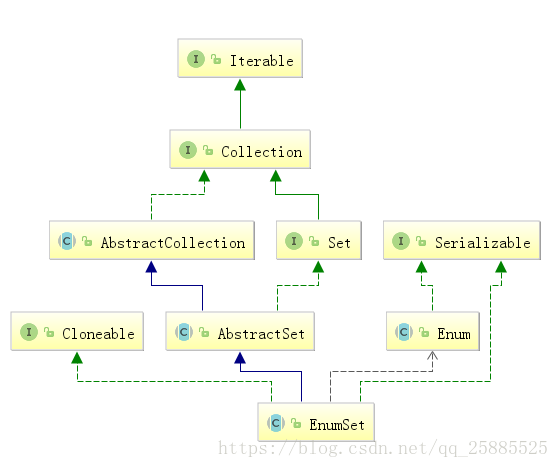 I Iterable
I Collection
C AbstractCollection
I Set
I Serializable
I Cloneable
C AbstractSet
C Enum
C EnumSet
https://blog.csdn.net/qq_25885525